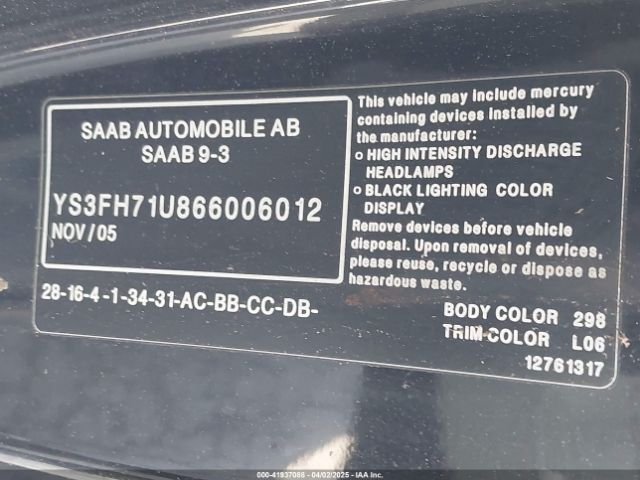 SAAB AUTOMOBILE AB
SAAB 9-3
YS3FH71U866006012
NOV/05
28-16-4 -1-34-31-AC-BB-CC-DB-
This vehicle may include mercury
containing devices installed by
the manufacturer:
o HIGH INTENSITY DISCHARGE
HEADLAMPS
o BLACK LIGHTING COLOR
DISPLAY
Remove devices before vehicle
disposal. Upon removal of devices,
please reuse, recycle or dispose as
hazardous waste.
BODY COLOR 298
TRIM COLOR L06
12761317
000-41937088 - 04/02/2025 - IAAHC